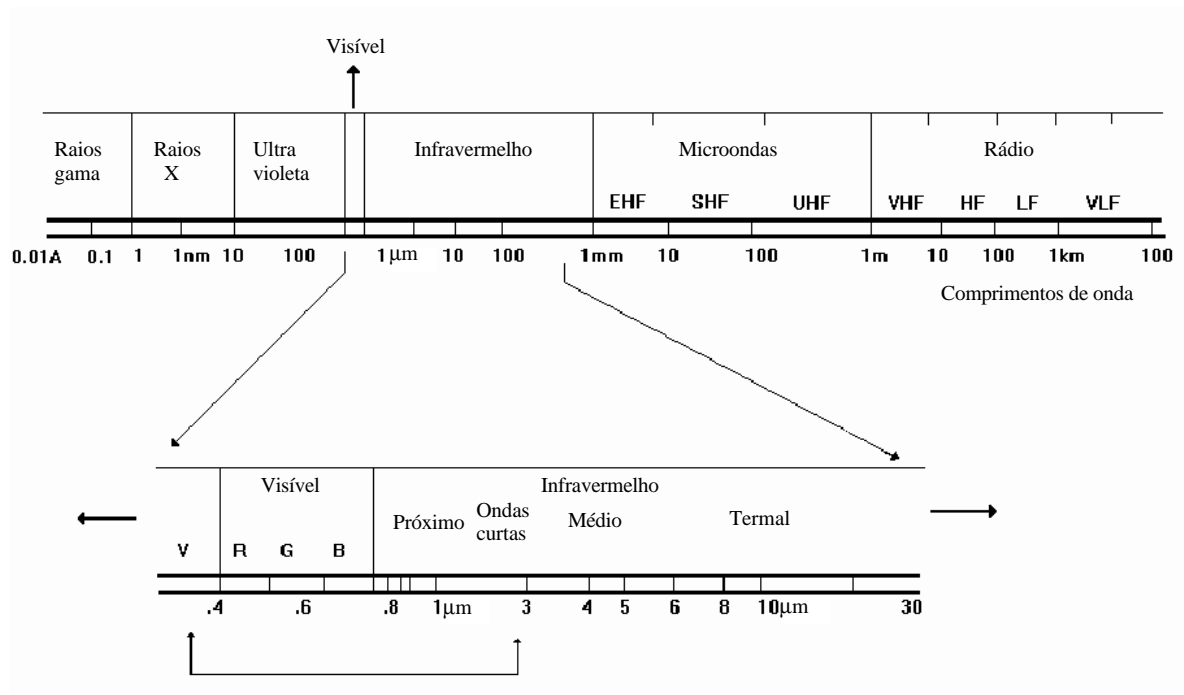 Visível
Raios gama
Raios X
Ultra violeta
Infravermelho
Microondas
Rádio
EHF SHF UHF VHF HF LF VLF
0.01A 0.1 1 1nm 10 100 1μm 10 100 1mm 10 100 1m 10 100 1km 100
Comprimentos de onda
Visível
Infravermelho
Próximo
Ondas curtas
Médio
Termal
V R G B
.4 .6 .8 1μm 3 4 5 6 8 10μm 30